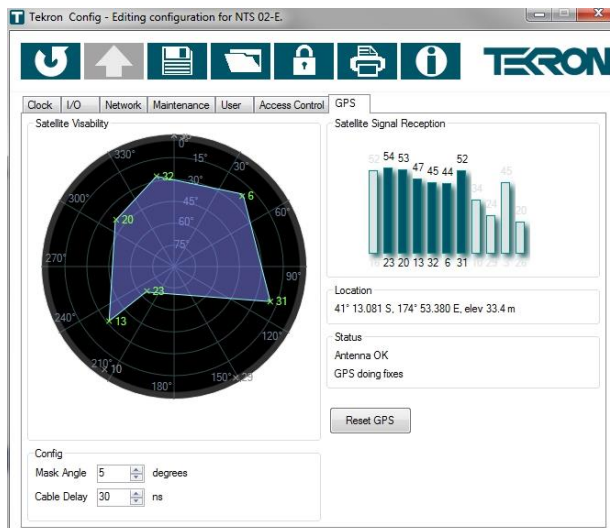 Tekron Config - Editing configuration for NTS 02-E.
TEKRON
Clock I/O Network Maintenance User Access Control GPS
Satellite Visability
0°
330° 15° 30°
32
30°
6
300° 45° 60°
20
60°
75°
270° 90°
23
31
13
240° 120°
210° 10
180° 150° 29
Satellite Signal Reception
52 54 53 47 45 44 52 34 24 45 20
23 20 13 32 6 31
Location
41° 13.081 S, 174° 53.380 E, elev 33.4 m
Status
Antenna OK
GPS doing fixes
Reset GPS
Config
Mask Angle 5 degrees
Cable Delay 30 ns